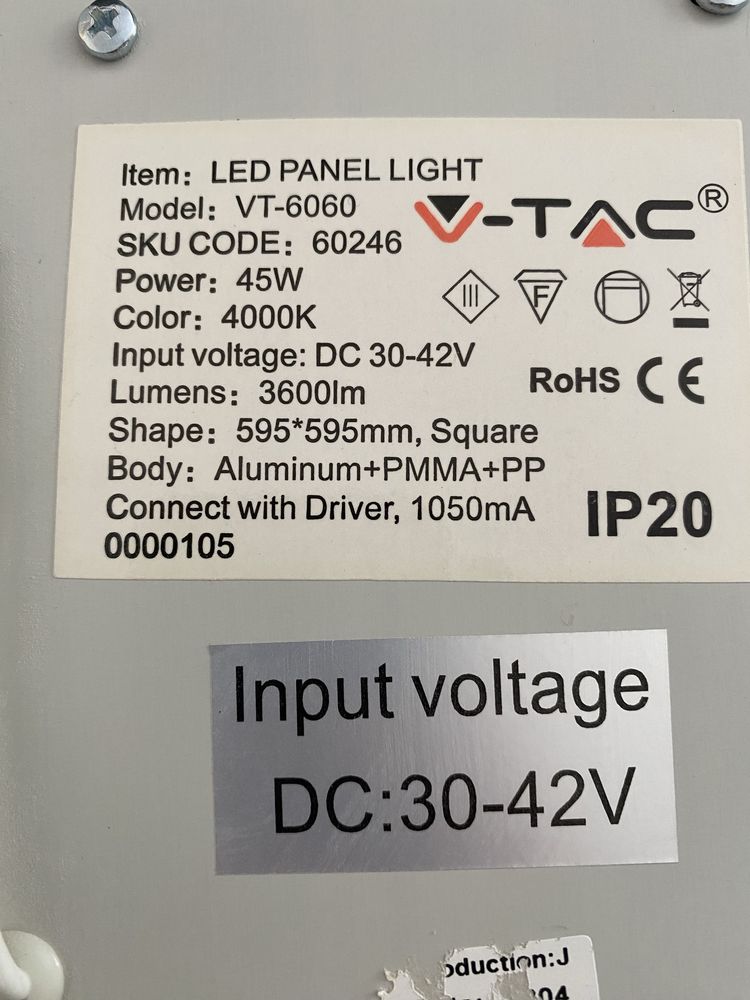 Item: LED PANEL LIGHT
Model: VT-6060
V-TAC®
SKU CODE: 60246
Power: 45W
Color: 4000K
Input voltage: DC 30-42V
Lumens: 3600lm
RoHS CE
Shape: 595*595mm, Square
Body: Aluminum+PMMA+PP
Connect with Driver, 1050mA
IP20
0000105
III
F
Input voltage
DC:30-42V
oduction:J
04